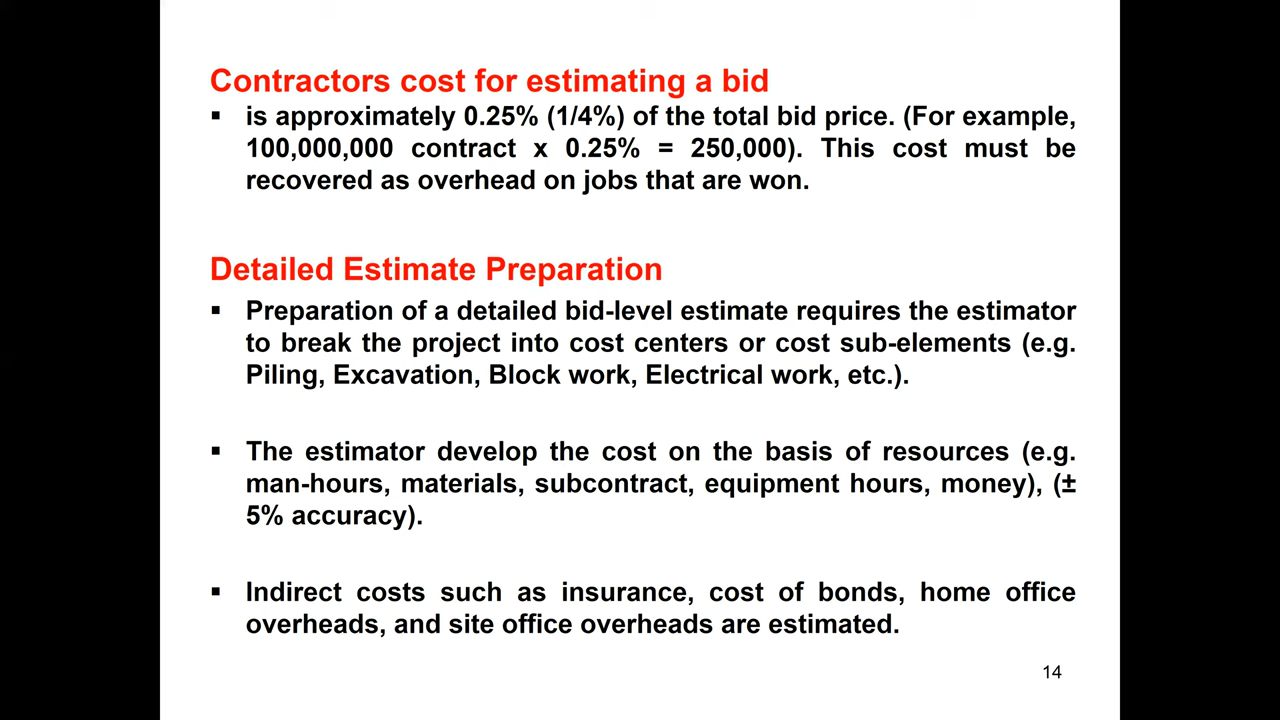 Contractors cost for estimating a bid
▪ is approximately 0.25% (1/4%) of the total bid price. (For example,
100,000,000 contract x 0.25% = 250,000). This cost must be
recovered as overhead on jobs that are won.
Detailed Estimate Preparation
▪ Preparation of a detailed bid-level estimate requires the estimator
to break the project into cost centers or cost sub-elements (e.g.
Piling, Excavation, Block work, Electrical work, etc.).
▪ The estimator develop the cost on the basis of resources (e.g.
man-hours, materials, subcontract, equipment hours, money), (±
5% accuracy).
▪ Indirect costs such as insurance, cost of bonds, home office
overheads, and site office overheads are estimated.
14